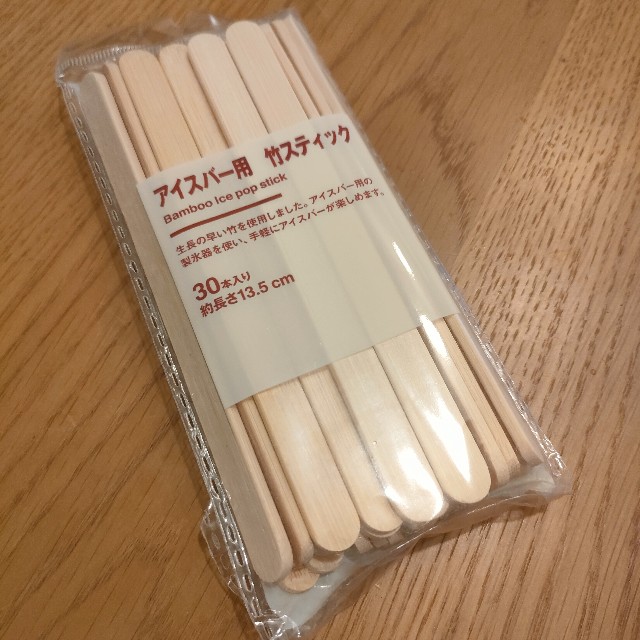 アイスバー用 竹スティック
Bamboo Ice pop stick
生長の早い竹を使用しました。アイスバー用の
製氷器を使い、手軽にアイスバーが楽しめます。
30本入り
約長さ13.5cm